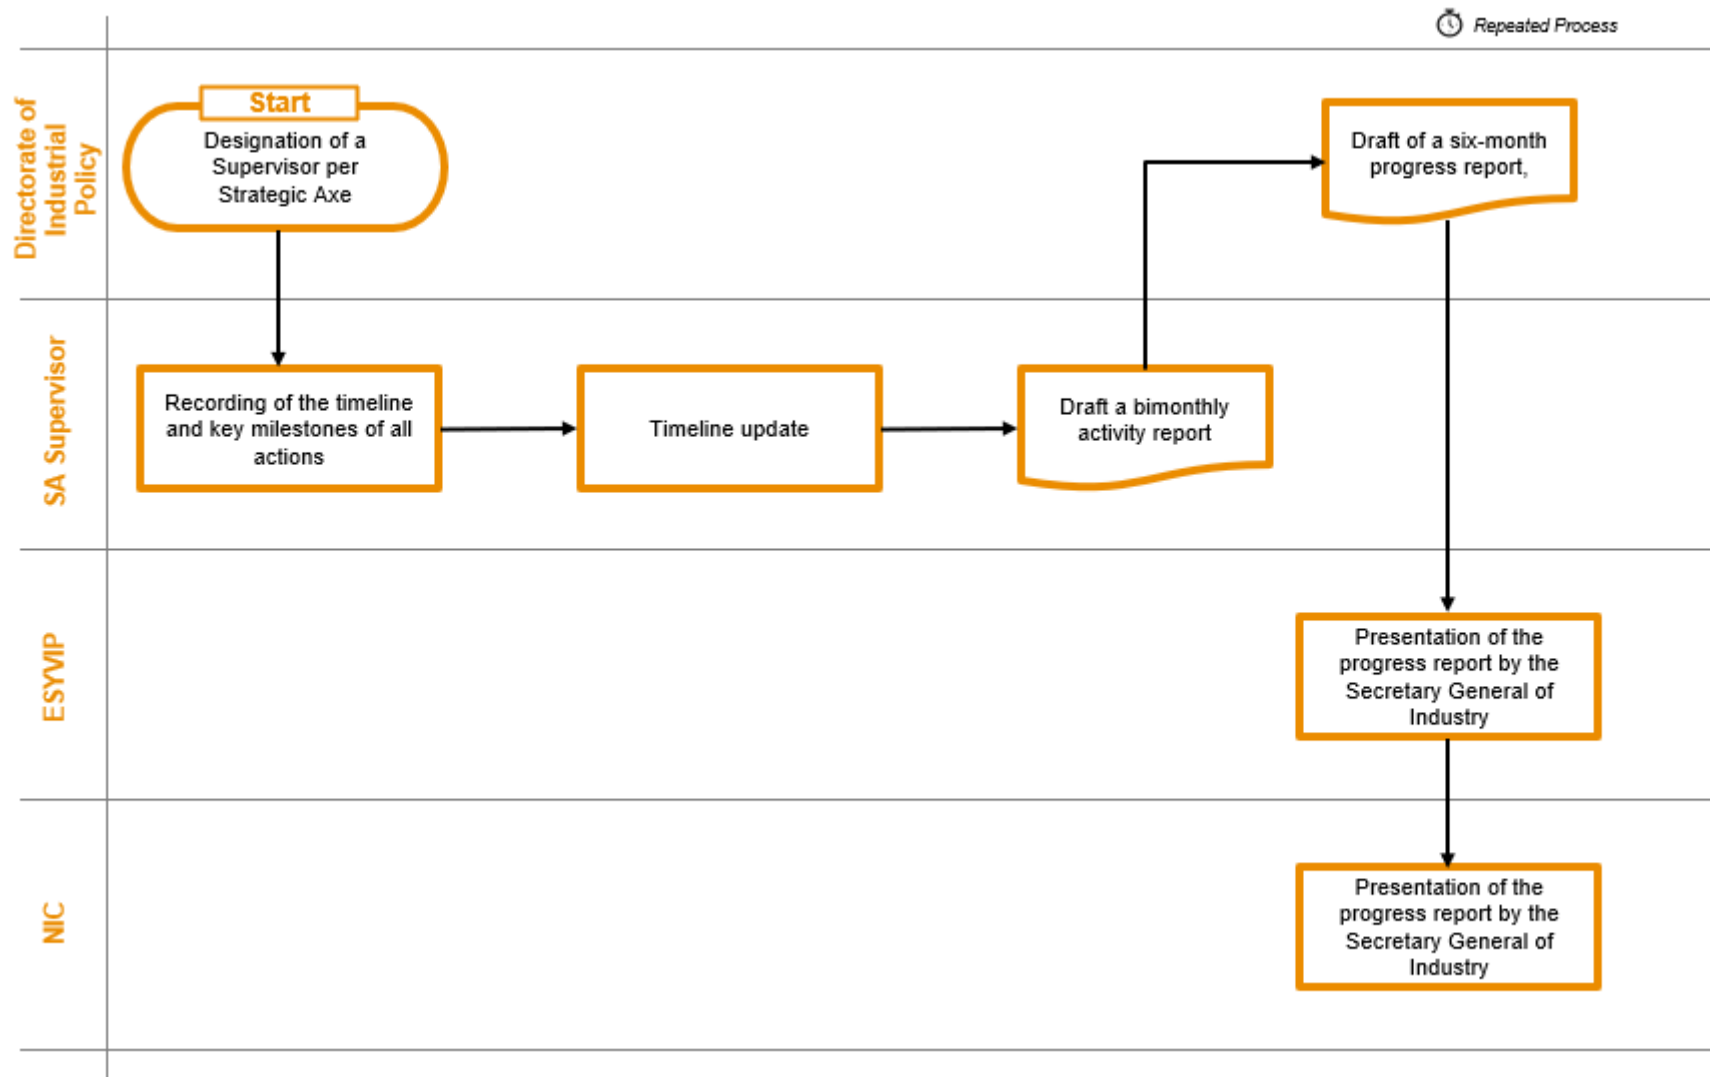 Repeated Process
Directorate of
Industrial
Policy
Start
Designation of a
Supervisor per
Strategic Axe
Draft of a six-month
progress report,
SA Supervisor
Recording of the timeline
and key milestones of all
actions
Timeline update
Draft a bimonthly
activity report
ESYVIP
Presentation of the
progress report by the
Secretary General of
Industry
NIC
Presentation of the
progress report by the
Secretary General of
Industry